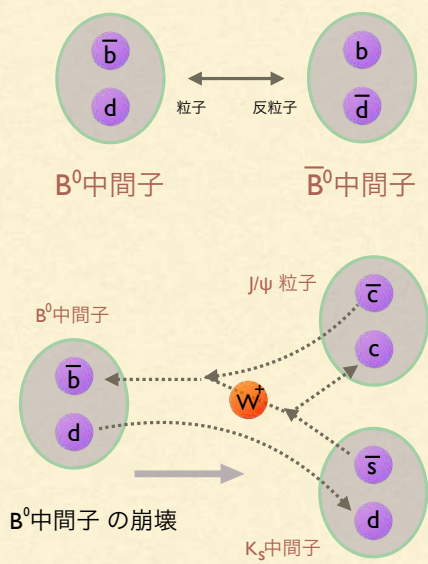 b̅ b
d d̅
粒子 反粒子
B⁰中間子 B̅⁰中間子
J/ψ 粒子
c̅
B⁰中間子
c
b̅
W⁺
d
s̅
d
B⁰中間子 の崩壊
Ks中間子